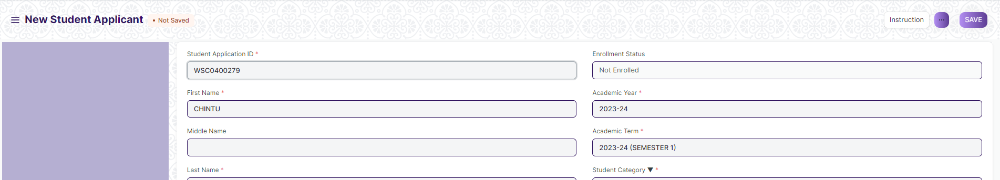 New Student Applicant • Not Saved
Instruction ... SAVE
Student Application ID *
WSC0400279
Enrollment Status
Not Enrolled
First Name *
CHINTU
Academic Year *
2023-24
Middle Name
Academic Term *
2023-24 (SEMESTER 1)
Last Name *
Student Category ▼ *